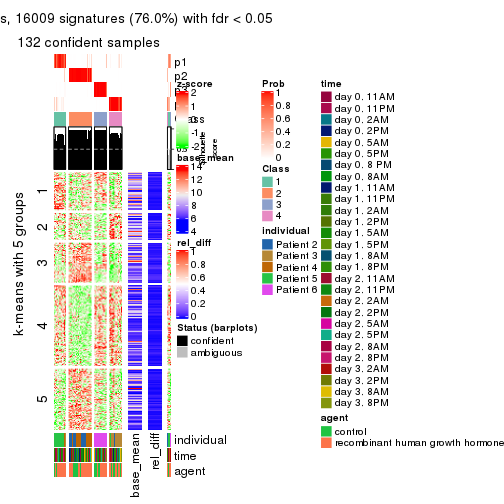 s, 16009 signatures (76.0%) with fdr < 0.05
132 confident samples
p1
p2
p3
p4
z-score
2
1
0
-1
-2
Class
Silhouette score
k-means with 5 groups
1
2
3
4
5
base_mean
14
12
10
8
6
4
rel_diff
1
0.8
0.6
0.4
0.2
0
Status (barplots)
confident
ambiguous
individual
time
agent
base_mean
rel_diff
Prob
1
0.8
0.6
0.4
0.2
0
Class
1
2
3
4
individual
Patient 2
Patient 3
Patient 4
Patient 5
Patient 6
time
day 0. 11AM
day 0. 11PM
day 0. 2AM
day 0. 2PM
day 0. 5AM
day 0. 5PM
day 0. 8 PM
day 0. 8AM
day 1. 11AM
day 1. 11PM
day 1. 2AM
day 1. 2PM
day 1. 5AM
day 1. 5PM
day 1. 8AM
day 1. 8PM
day 2. 11AM
day 2. 11PM
day 2. 2AM
day 2. 2PM
day 2. 5AM
day 2. 5PM
day 2. 8AM
day 2. 8PM
day 3. 2AM
day 3. 2PM
day 3. 8AM
day 3. 8PM
agent
control
recombinant human growth hormone